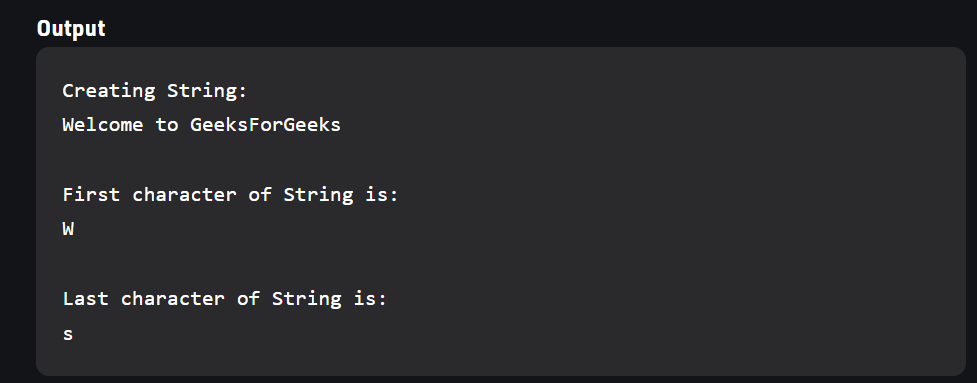 Output
Creating String:
Welcome to GeeksForGeeks
First character of String is:
W
Last character of String is:
s